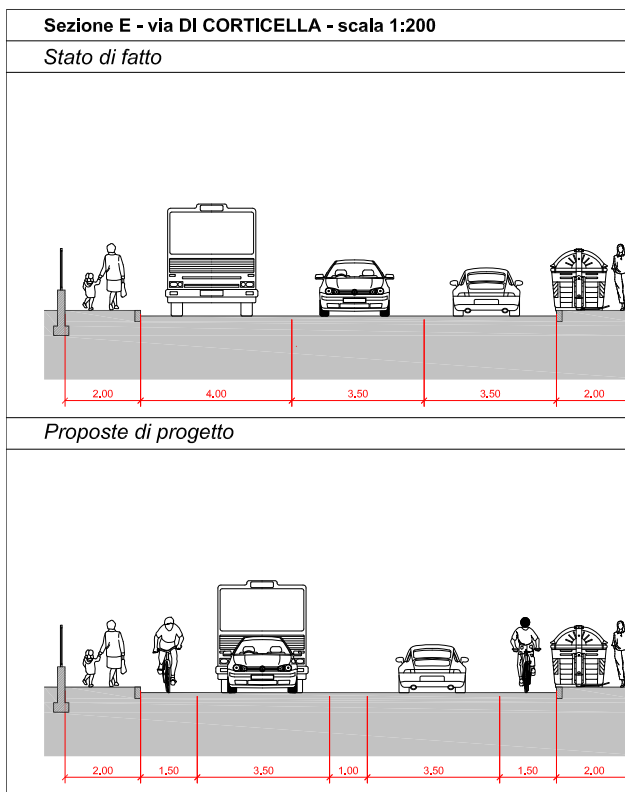 Sezione E - via DI CORTICELLA - scala 1:200
Stato di fatto
2.00 4.00 3.50 3.50 2.00
Proposte di progetto
2.00 1.50 3.50 1.00 3.50 1.50 2.00